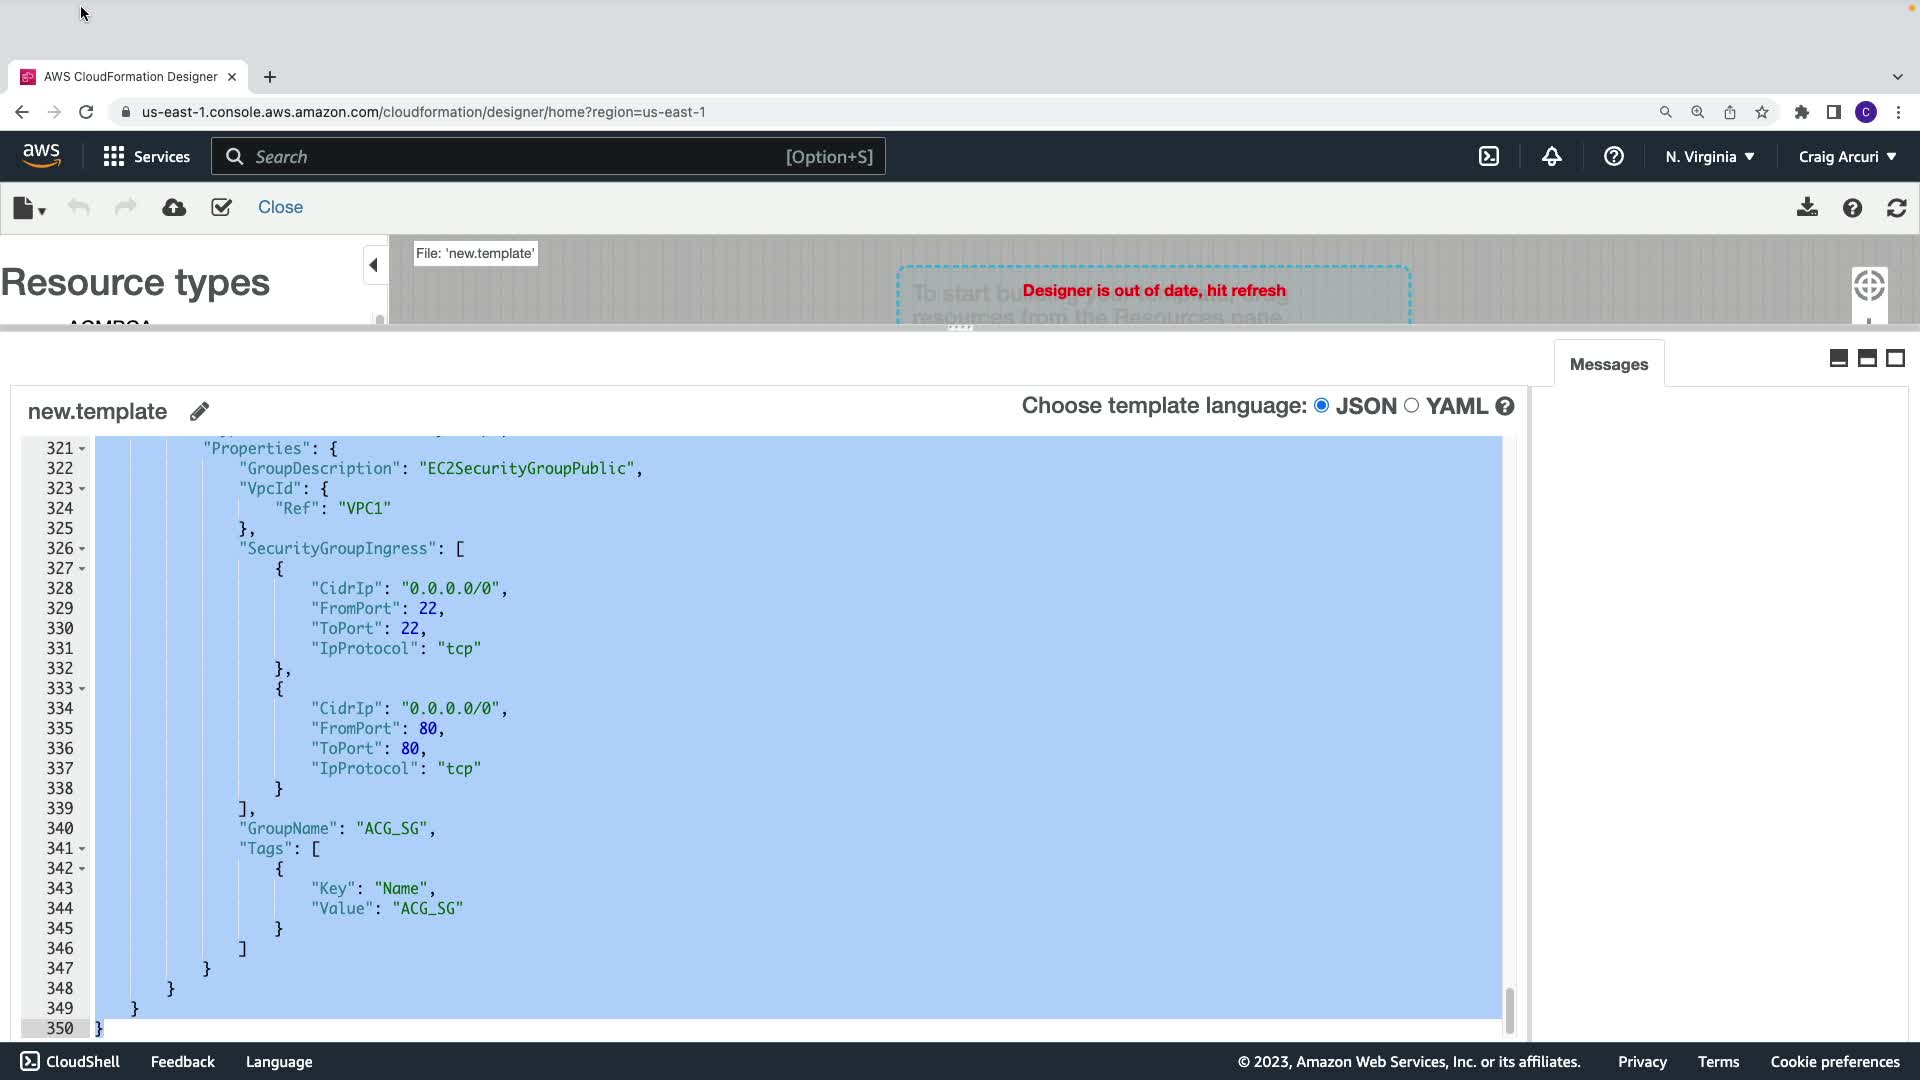 AWS CloudFormation Designer
us-east-1.console.aws.amazon.com/cloudformation/designer/home?region=us-east-1
C
aws
Services
Search
[Option+S]
N. Virginia
Craig Arcuri
Close
Resource types
File: 'new.template'
Designer is out of date, hit refresh
resources from the Resources pane
Messages
new.template
Choose template language: JSON YAML
321 "Properties": {
322 "GroupDescription": "EC2SecurityGroupPublic",
323 "VpcId": {
324 "Ref": "VPC1"
325 },
326 "SecurityGroupIngress": [
327 {
328 "CidrIp": "0.0.0.0/0",
329 "FromPort": 22,
330 "ToPort": 22,
331 "IpProtocol": "tcp"
332 },
333 {
334 "CidrIp": "0.0.0.0/0",
335 "FromPort": 80,
336 "ToPort": 80,
337 "IpProtocol": "tcp"
338 }
339 ],
340 "GroupName": "ACG_SG",
341 "Tags": [
342 {
343 "Key": "Name",
344 "Value": "ACG_SG"
345 }
346 ]
347 }
348 }
349 }
350 }
CloudShell
Feedback
Language
© 2023, Amazon Web Services, Inc. or its affiliates.
Privacy
Terms
Cookie preferences